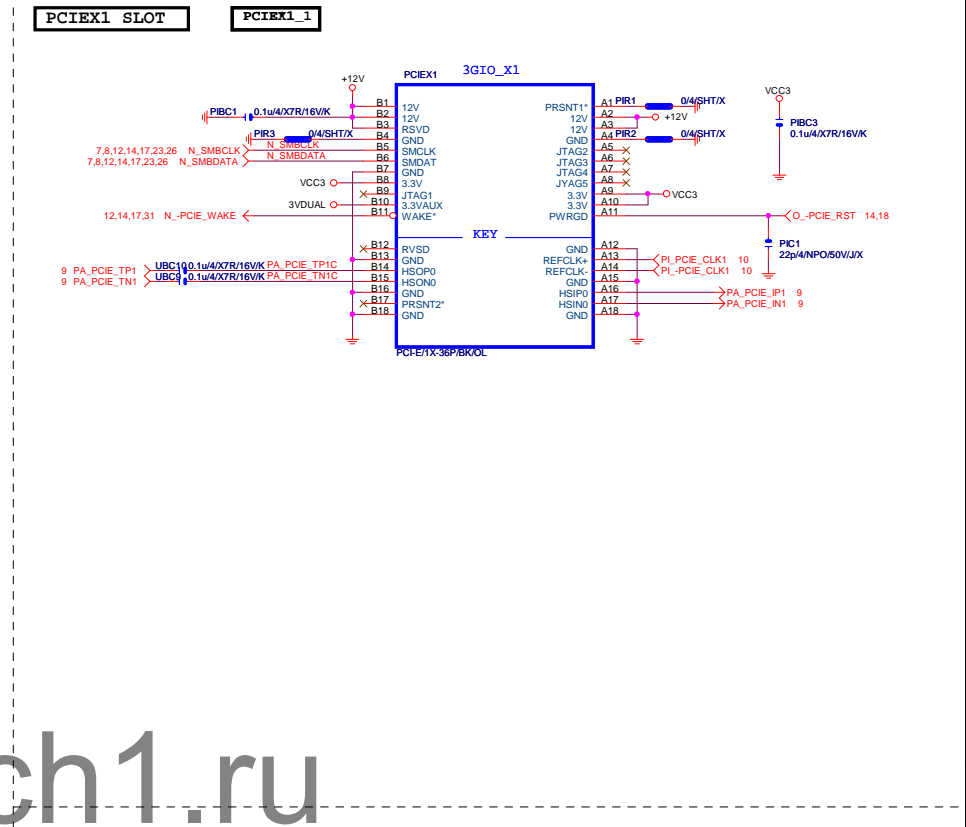 PCIEX1 SLOT
PCIEX1_1
PCIEX1
3GIO_X1
+12V
PIBC1
0.1u/4/X7R/16V/K
PIR3
0/4/SHT/X
7,8,12,14,17,23,26 N_SMBCLK
N_SMBCLK
7,8,12,14,17,23,26 N_SMBDATA
N_SMBDATA
VCC3
3VDUAL
12,14,17,31 N_-PCIE_WAKE
9 PA_PCIE_TP1
UBC10 0.1u/4/X7R/16V/K PA_PCIE_TP1C
9 PA_PCIE_TN1
UBC9 0.1u/4/X7R/16V/K PA_PCIE_TN1C
B1 12V
B2 12V
B3 RSVD
B4 GND
B5 SMCLK
B6 SMDAT
B7 GND
B8 3.3V
B9 JTAG1
B10 3.3VAUX
B11 WAKE*
KEY
B12 RVSD
B13 GND
B14 HSOP0
B15 HSON0
B16 GND
B17 PRSNT2*
B18 GND
PRSNT1* A1
12V A2
12V A3
GND A4
JTAG2 A5
JTAG3 A6
JTAG4 A7
JYAG5 A8
3.3V A9
3.3V A10
PWRGD A11
GND A12
REFCLK+ A13
REFCLK- A14
GND A15
HSIP0 A16
HSIN0 A17
GND A18
PCI-E/1X-36P/BK/OL
PIR1
0/4/SHT/X
+12V
PIR2
0/4/SHT/X
VCC3
O_-PCIE_RST 14,18
PIC1
22p/4/NPO/50V/J/X
PI_PCIE_CLK1 10
PI_-PCIE_CLK1 10
PA_PCIE_IP1 9
PA_PCIE_IN1 9
VCC3
PIBC3
0.1u/4/X7R/16V/K
ch1.ru